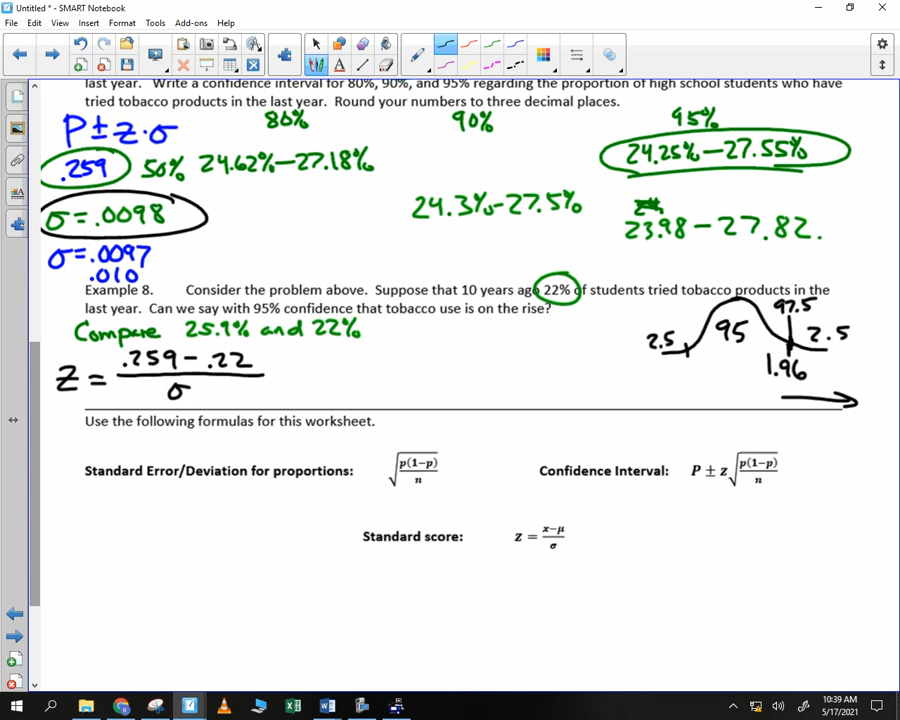 Untitled * - SMART Notebook
File Edit View Insert Format Tools Add-ons Help
last year. Write a confidence interval for 80%, 90%, and 95% regarding the proportion of high school students who have
tried tobacco products in the last year. Round your numbers to three decimal places.
P ± z·σ 80% 90% 95%
.259 50% 24.62%–27.18% 24.25%–27.55%
σ=.0098 24.3%–27.5% 23.98–27.82.
σ=.0097
.010
Example 8. Consider the problem above. Suppose that 10 years ago 22% of students tried tobacco products in the
last year. Can we say with 95% confidence that tobacco use is on the rise?
Compare 25.9% and 22%
Z = .259 - .22 / σ
97.5
2.5 95 2.5
1.96
Use the following formulas for this worksheet.
Standard Error/Deviation for proportions: √(p(1−p)/n) Confidence Interval: P ± z√(p(1−p)/n)
Standard score: z = x−μ/σ
10:39 AM
5/17/2021